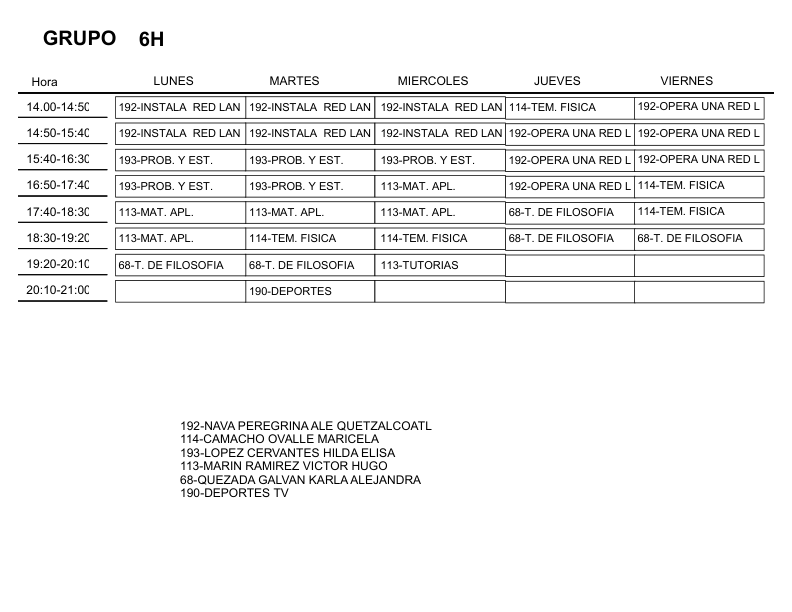 GRUPO 6H
Hora LUNES MARTES MIERCOLES JUEVES VIERNES
14.00-14:50 192-INSTALA RED LAN 192-INSTALA RED LAN 192-INSTALA RED LAN 114-TEM. FISICA 192-OPERA UNA RED L
14:50-15:40 192-INSTALA RED LAN 192-INSTALA RED LAN 192-INSTALA RED LAN 192-OPERA UNA RED L 192-OPERA UNA RED L
15:40-16:30 193-PROB. Y EST. 193-PROB. Y EST. 193-PROB. Y EST. 192-OPERA UNA RED L 192-OPERA UNA RED L
16:50-17:40 193-PROB. Y EST. 193-PROB. Y EST. 113-MAT. APL. 192-OPERA UNA RED L 114-TEM. FISICA
17:40-18:30 113-MAT. APL. 113-MAT. APL. 113-MAT. APL. 68-T. DE FILOSOFIA 114-TEM. FISICA
18:30-19:20 113-MAT. APL. 114-TEM. FISICA 114-TEM. FISICA 68-T. DE FILOSOFIA 68-T. DE FILOSOFIA
19:20-20:10 68-T. DE FILOSOFIA 68-T. DE FILOSOFIA 113-TUTORIAS
20:10-21:00 190-DEPORTES
192-NAVA PEREGRINA ALE QUETZALCOATL
114-CAMACHO OVALLE MARICELA
193-LOPEZ CERVANTES HILDA ELISA
113-MARIN RAMIREZ VICTOR HUGO
68-QUEZADA GALVAN KARLA ALEJANDRA
190-DEPORTES TV